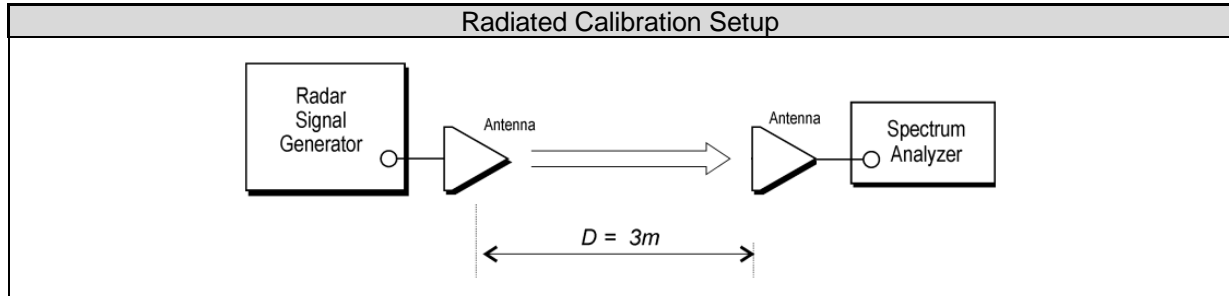 Radiated Calibration Setup
Radar
Signal
Generator
Antenna
Antenna
Spectrum
Analyzer
D = 3m